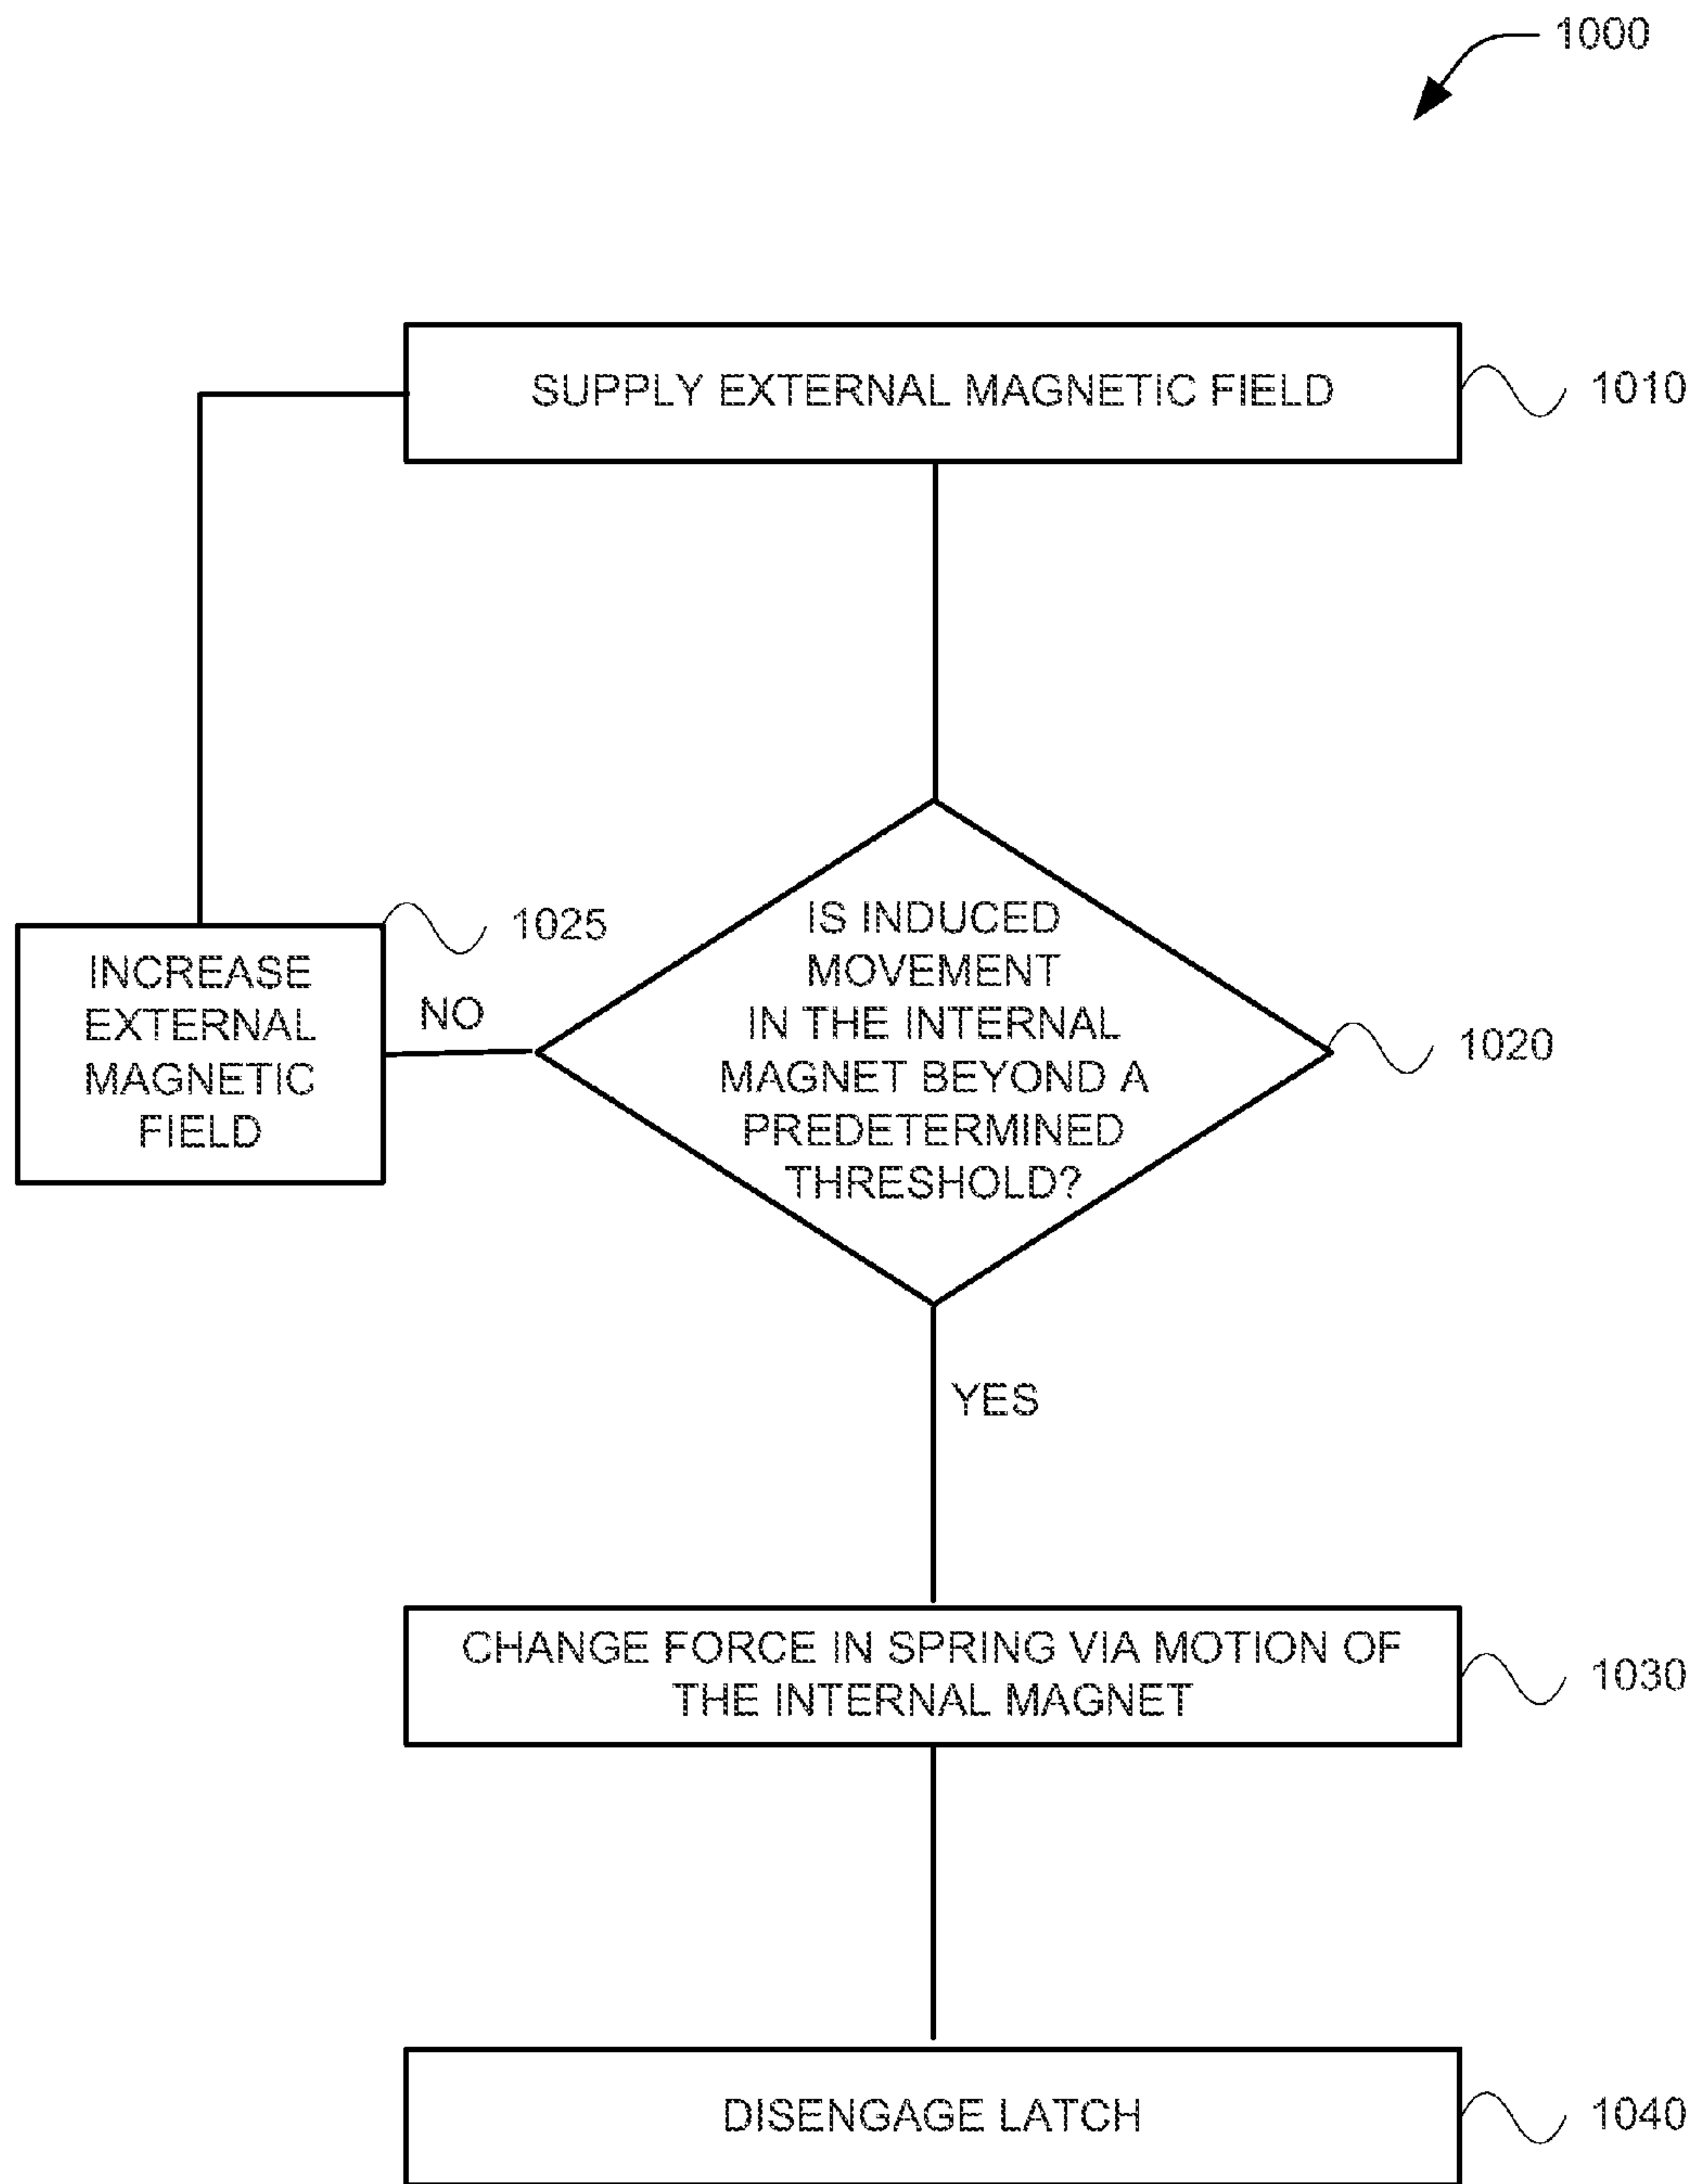 1000
SUPPLY EXTERNAL MAGNETIC FIELD
1010
IS INDUCED
MOVEMENT
IN THE INTERNAL
MAGNET BEYOND A
PREDETERMINED
THRESHOLD?
1020
1025
INCREASE
EXTERNAL
MAGNETIC
FIELD
NO
YES
CHANGE FORCE IN SPRING VIA MOTION OF
THE INTERNAL MAGNET
1030
DISENGAGE LATCH
1040